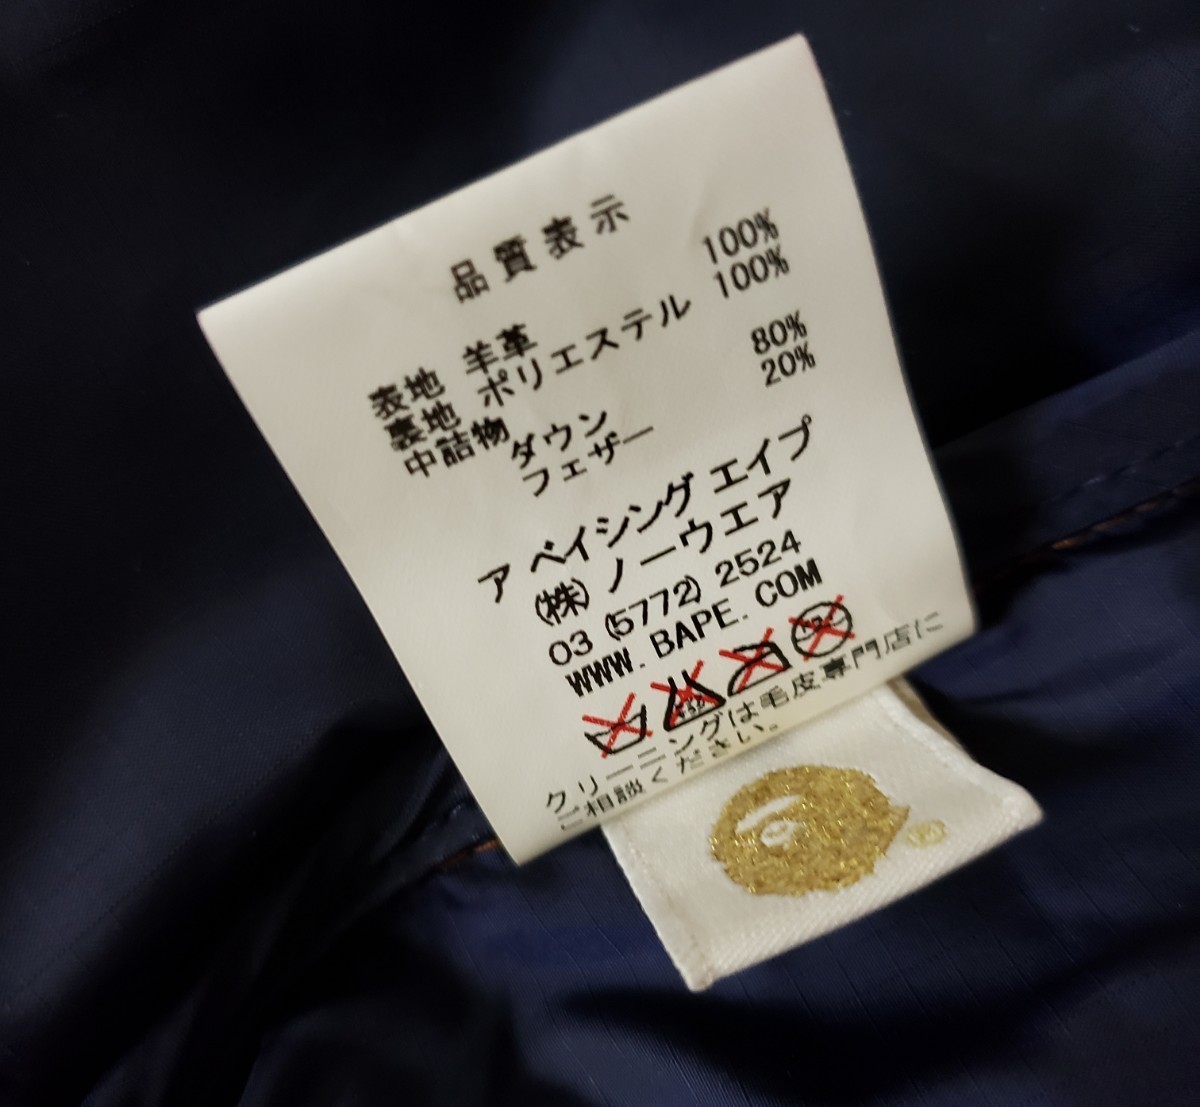 品質表示
表地 羊革 100%
裏地 ポリエステル 100%
中詰物 ダウン 80%
フェザー 20%
ア ベイシング エイプ
(株) ノーウエア
03 (5772) 2524
WWW. BAPE. COM
クリーニングは毛皮専門店に
ご相談ください。